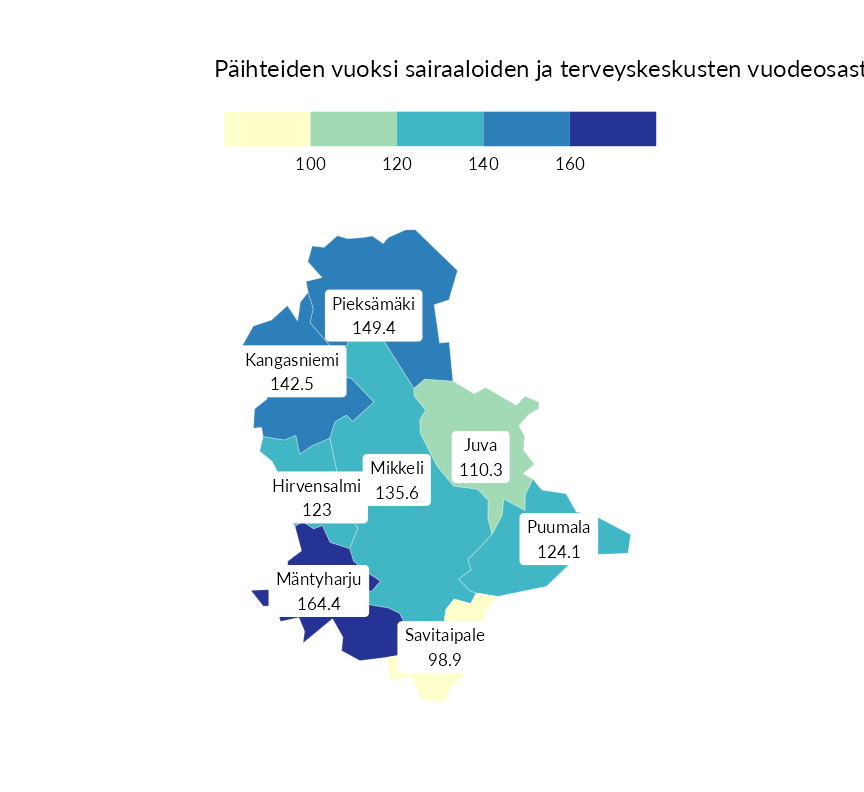 Päihteiden vuoksi sairaaloiden ja terveyskeskusten
100 120 140 160
Pieksämäki
149.4
Kangasniemi
142.5
Juva
110.3
Mikkeli
135.6
Hirvensalmi
123
Puumala
124.1
Mäntyharju
164.4
Savitaipale
98.9